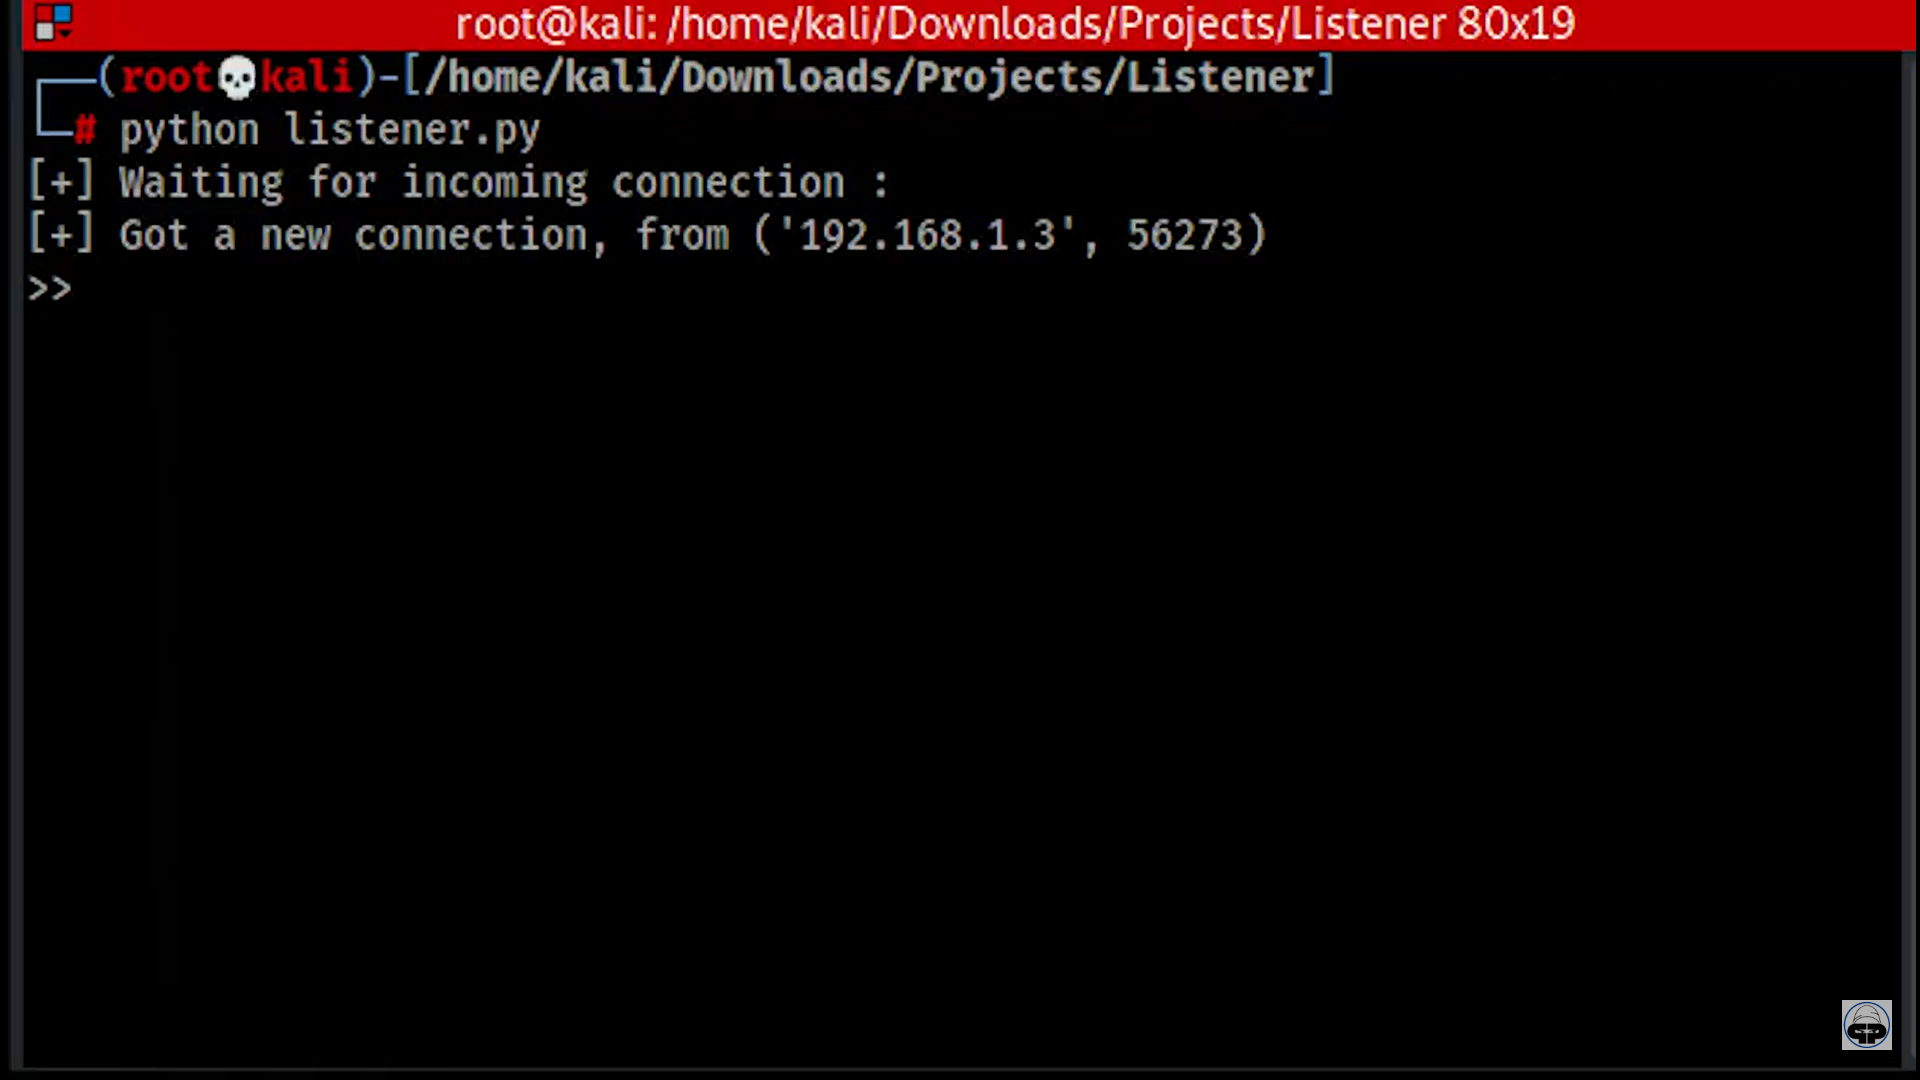 root@kali: /home/kali/Downloads/Projects/Listener 80x19
┌──(root💀kali)-[/home/kali/Downloads/Projects/Listener]
└─# python listener.py
[+] Waiting for incoming connection :
[+] Got a new connection, from ('192.168.1.3', 56273)
>>